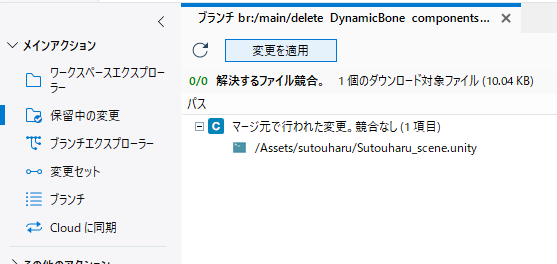 メインアクション
ワークスペースエクスプロー
ラー
保留中の変更
ブランチエクスプローラー
変更セット
ブランチ
Cloud に同期
その他のアクション
ブランチ br:/main/delete DynamicBone components...
変更を適用
0/0 解決するファイル競合。 1 個のダウンロード対象ファイル (10.04 KB)
パス
C マージ元で行われた変更。競合なし (1 項目)
/Assets/sutouharu/Sutouharu_scene.unity